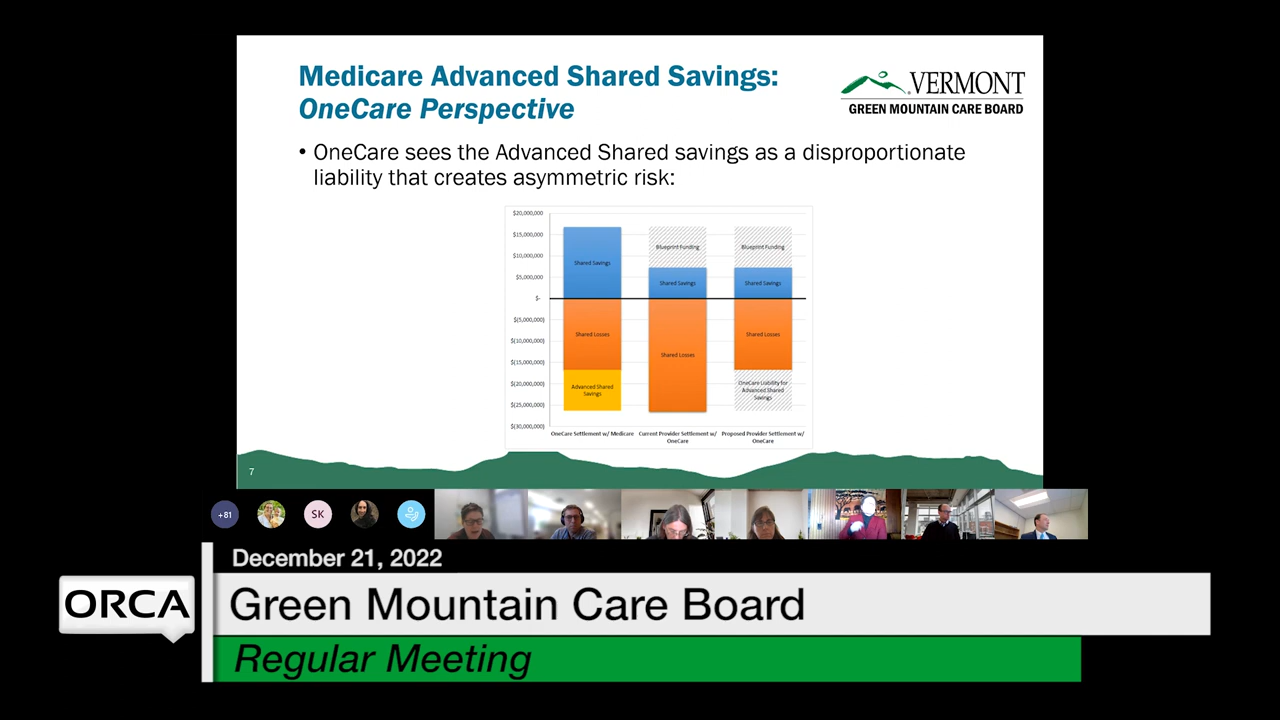 Medicare Advanced Shared Savings:
OneCare Perspective
VERMONT
GREEN MOUNTAIN CARE BOARD
• OneCare sees the Advanced Shared savings as a disproportionate
liability that creates asymmetric risk:
$20,000,000
$15,000,000
$10,000,000
$5,000,000
$-
$(5,000,000)
$(10,000,000)
$(15,000,000)
$(20,000,000)
$(25,000,000)
$(30,000,000)
Shared Savings
Shared Losses
Advanced Shared
Savings
Blueprint Funding
Shared Savings
Shared Losses
Blueprint Funding
Shared Savings
Shared Losses
OneCare Liability for
Advanced Shared
Savings
OneCare Settlement w/ Medicare
Current Provider Settlement w/
OneCare
Proposed Provider Settlement w/
OneCare
7
+81
SK
December 21, 2022
ORCA
Green Mountain Care Board
Regular Meeting